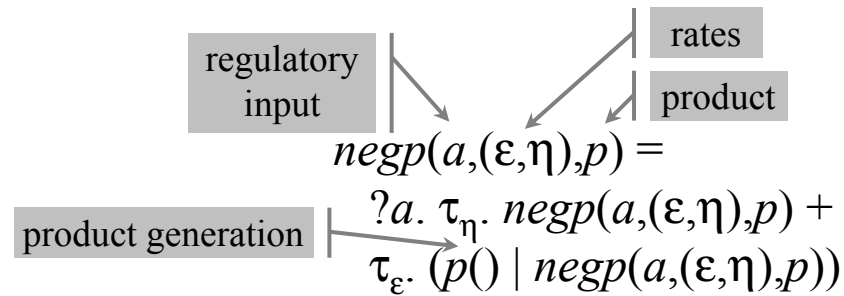 rates
regulatory
input
product
negp(a,(ε,η),p) =
?a. τη. negp(a,(ε,η),p) +
product generation
τε. (p() | negp(a,(ε,η),p))